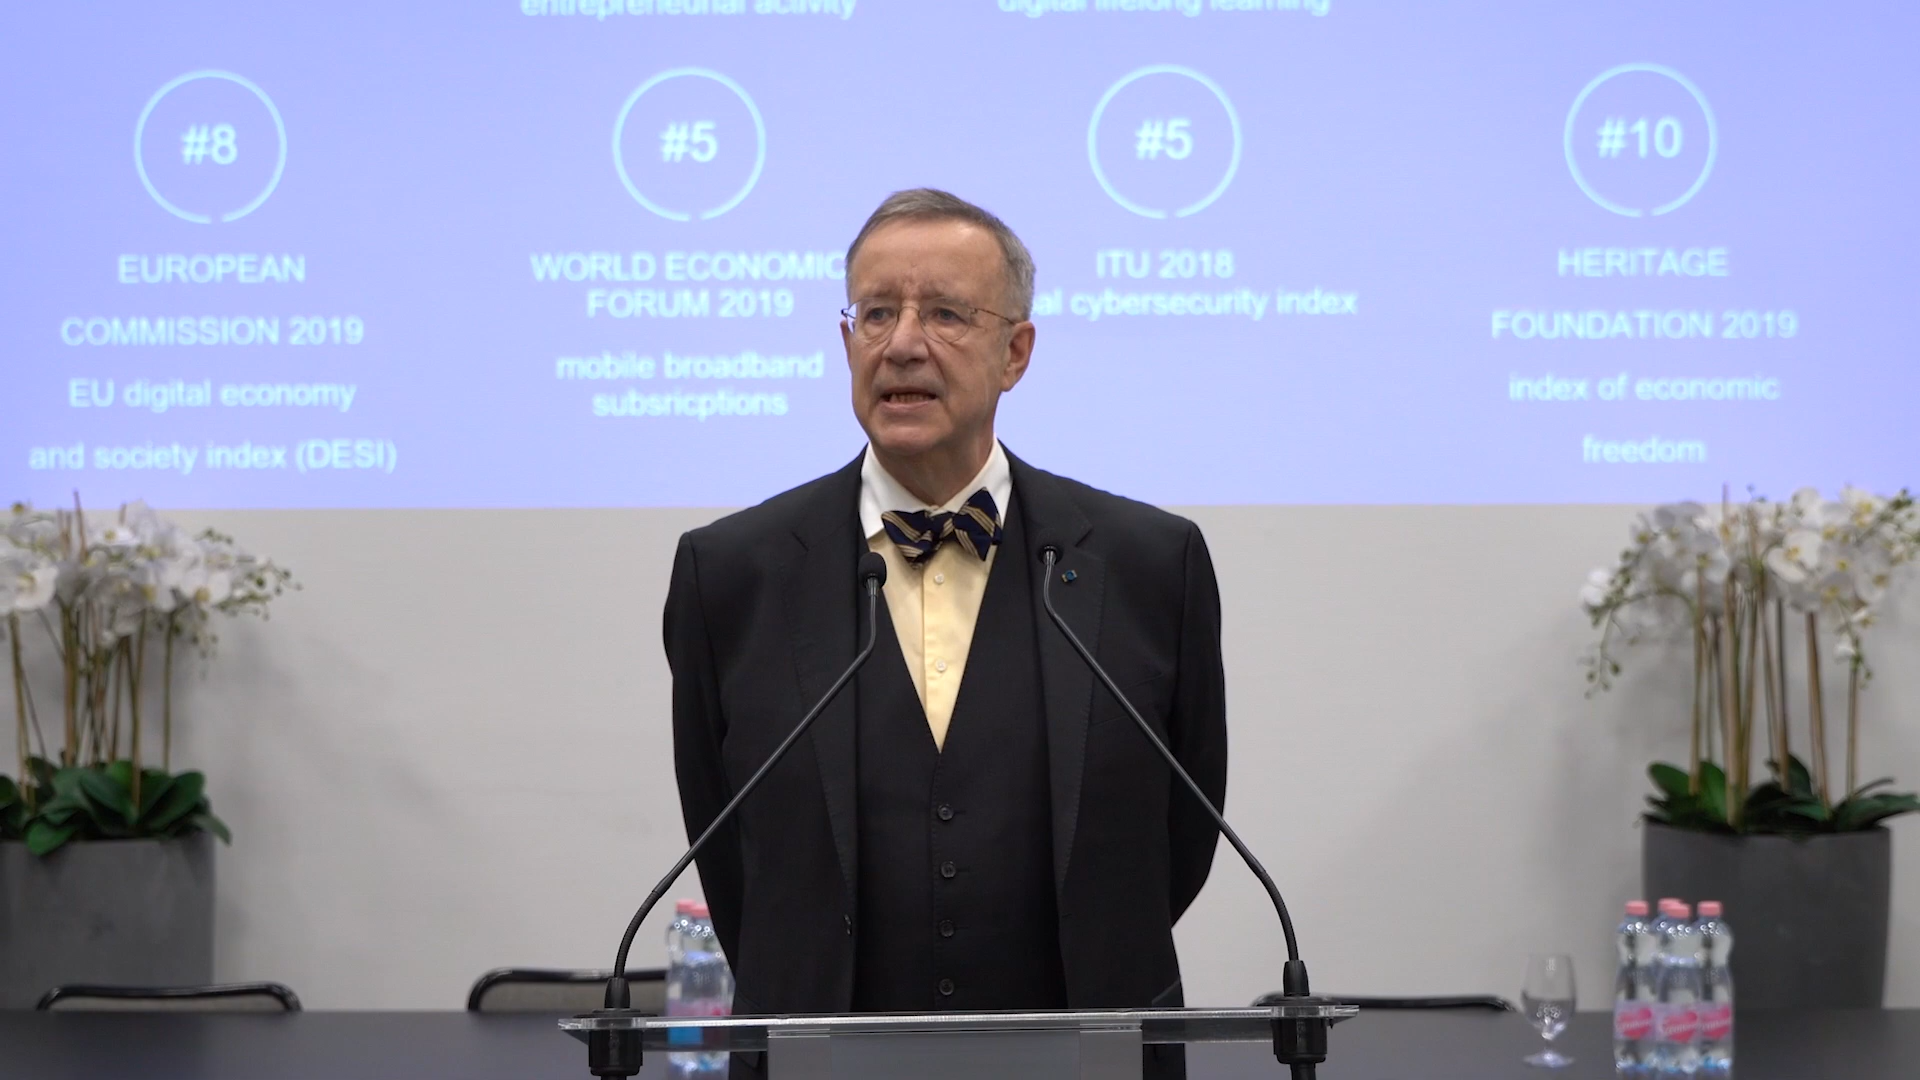 entrepreneurial activity
digital lifelong learning
#8
#5
#5
#10
EUROPEAN
COMMISSION 2019
EU digital economy
and society index (DESI)
WORLD ECONOMIC
FORUM 2019
mobile broadband
subsricptions
ITU 2018
cybersecurity index
HERITAGE
FOUNDATION 2019
index of economic
freedom